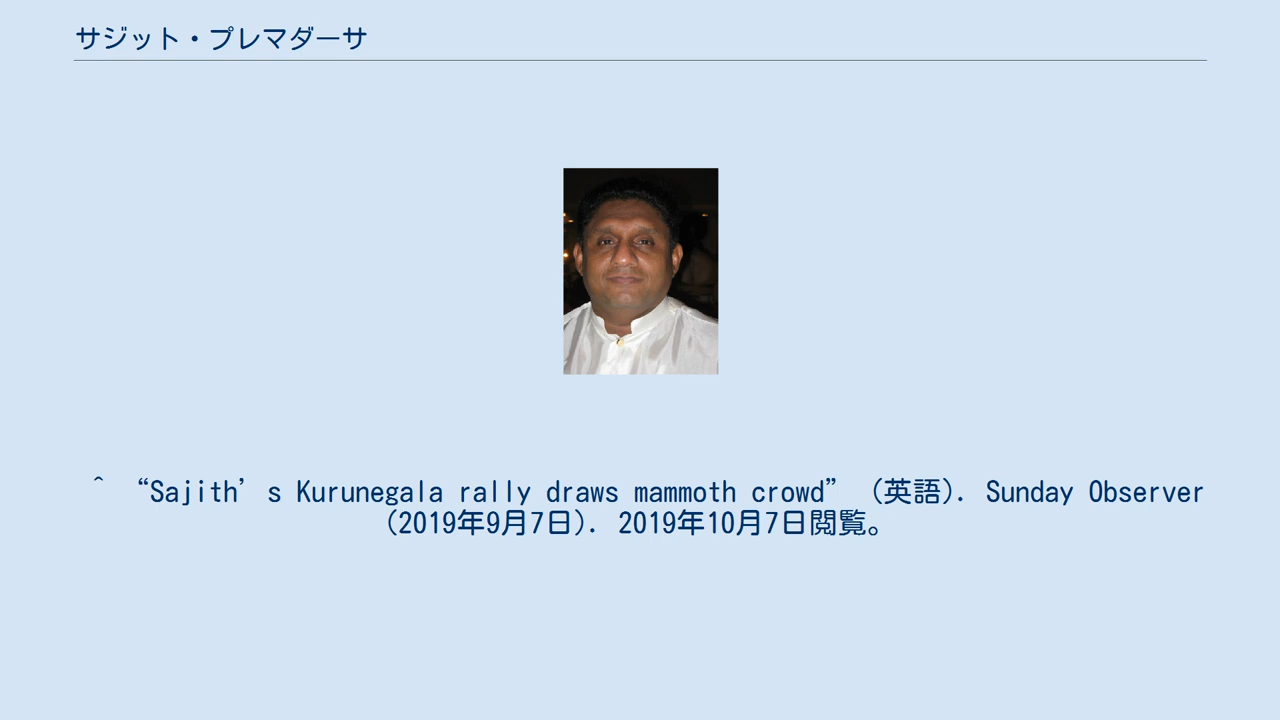 サジット・プレマダーサ
^ “Sajith’s Kurunegala rally draws mammoth crowd” (英語). Sunday Observer
(2019年9月7日). 2019年10月7日閲覧。